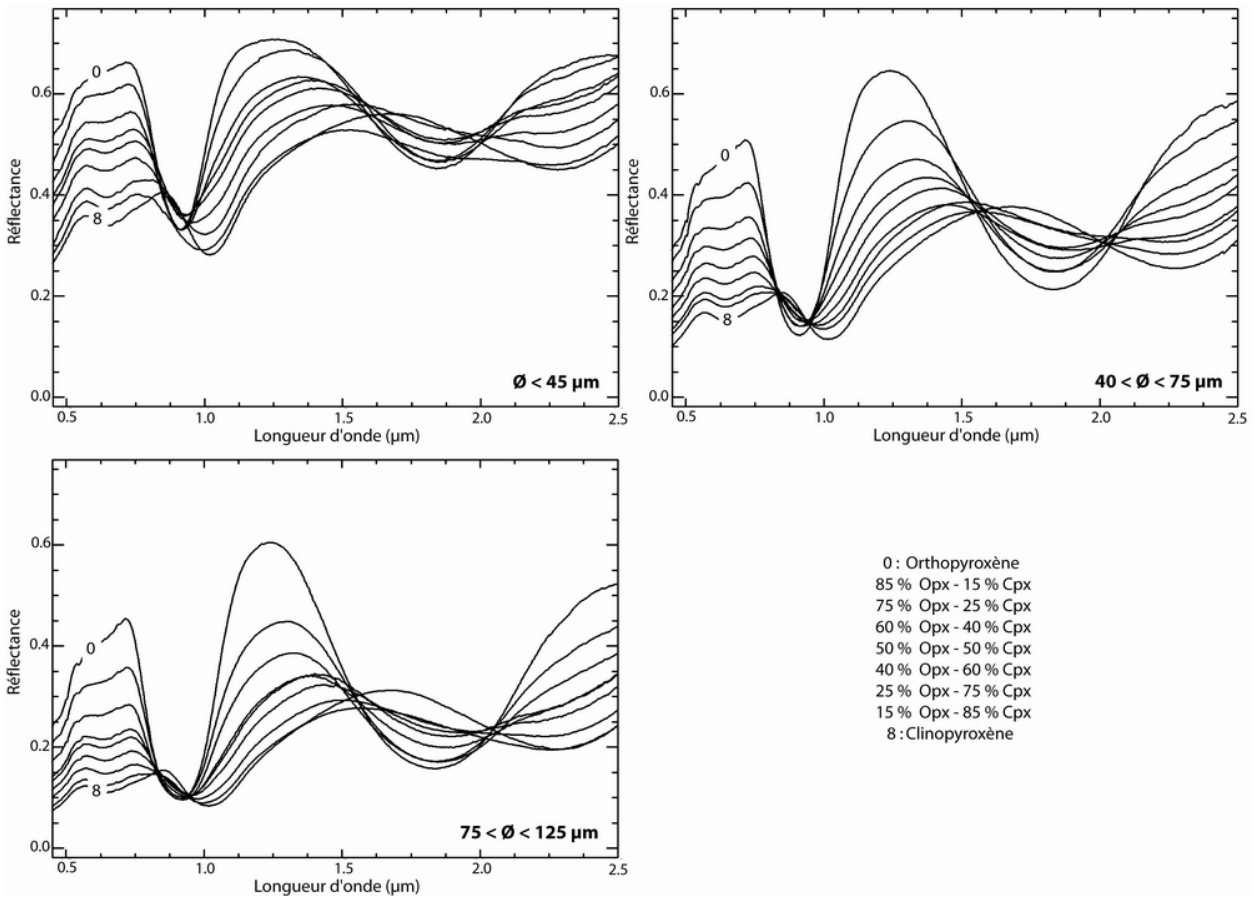 Réflectance
0.6
0.4
0.2
0.0
0
8
Ø < 45 µm
0.5 1.0 1.5 2.0 2.5
Longueur d'onde (µm)
Réflectance
0.6
0.4
0.2
0.0
0
8
40 < Ø < 75 µm
0.5 1.0 1.5 2.0 2.5
Longueur d'onde (µm)
Réflectance
0.6
0.4
0.2
0.0
0
8
75 < Ø < 125 µm
0.5 1.0 1.5 2.0 2.5
Longueur d'onde (µm)
0 : Orthopyroxène
85 % Opx - 15 % Cpx
75 % Opx - 25 % Cpx
60 % Opx - 40 % Cpx
50 % Opx - 50 % Cpx
40 % Opx - 60 % Cpx
25 % Opx - 75 % Cpx
15 % Opx - 85 % Cpx
8 : Clinopyroxène